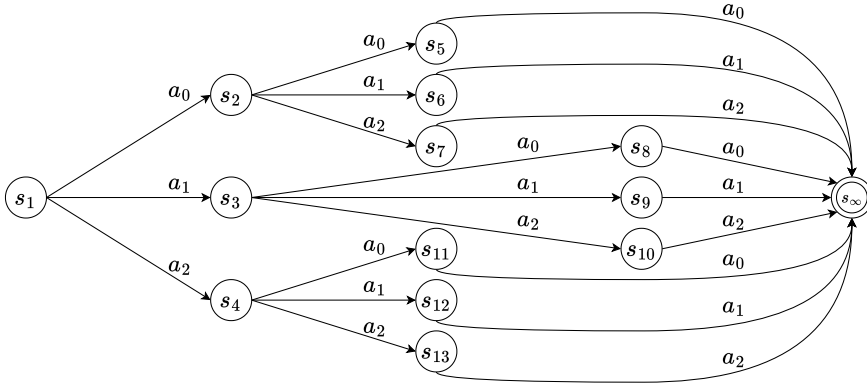 a₀
s₅
a₀
a₁
s₂
a₀
a₁
s₆
a₂
a₂
s₇
a₀
s₈
a₀
s₁
a₁
s₃
a₁
s₉
a₁
s∞
a₂
s₁₀
a₂
a₂
a₀
s₁₁
a₀
s₄
a₁
s₁₂
a₁
a₂
s₁₃
a₂